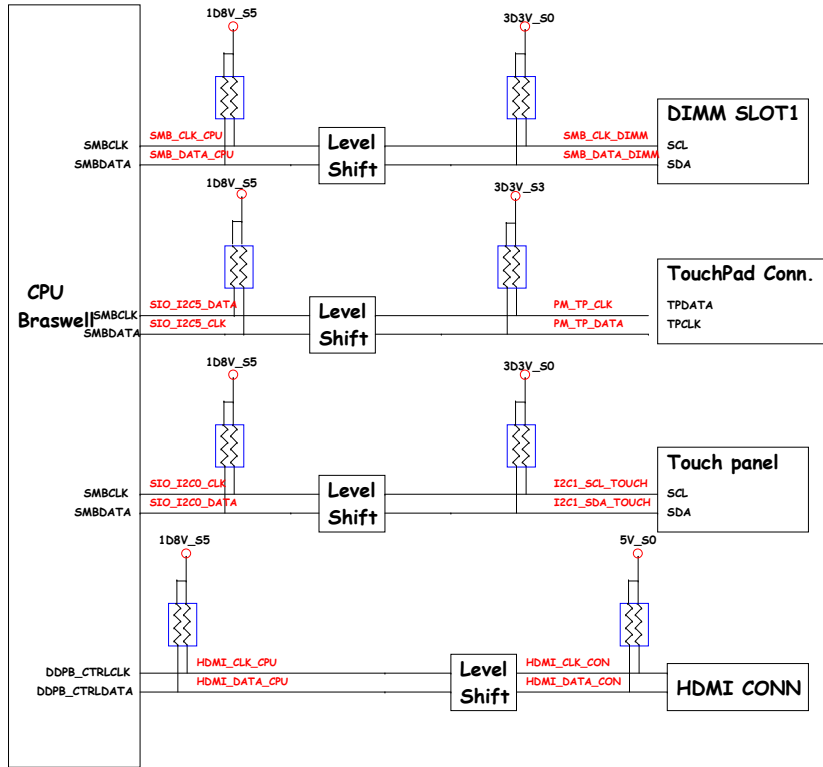 1D8V_S5
3D3V_S0
DIMM SLOT1
SMBCLK
SMB_CLK_CPU
Level
Shift
SMB_CLK_DIMM
SCL
SMBDATA
SMB_DATA_CPU
SMB_DATA_DIMM
SDA
1D8V_S5
3D3V_S3
TouchPad Conn.
CPU
Braswell
SMBCLK
SIO_I2C5_DATA
Level
Shift
PM_TP_CLK
TPDATA
SMBDATA
SIO_I2C5_CLK
PM_TP_DATA
TPCLK
1D8V_S5
3D3V_S0
Touch panel
SMBCLK
SIO_I2C0_CLK
Level
Shift
I2C1_SCL_TOUCH
SCL
SMBDATA
SIO_I2C0_DATA
I2C1_SDA_TOUCH
SDA
1D8V_S5
5V_S0
DDPB_CTRLCLK
HDMI_CLK_CPU
Level
Shift
HDMI_CLK_CON
DDPB_CTRLDATA
HDMI_DATA_CPU
HDMI_DATA_CON
HDMI CONN